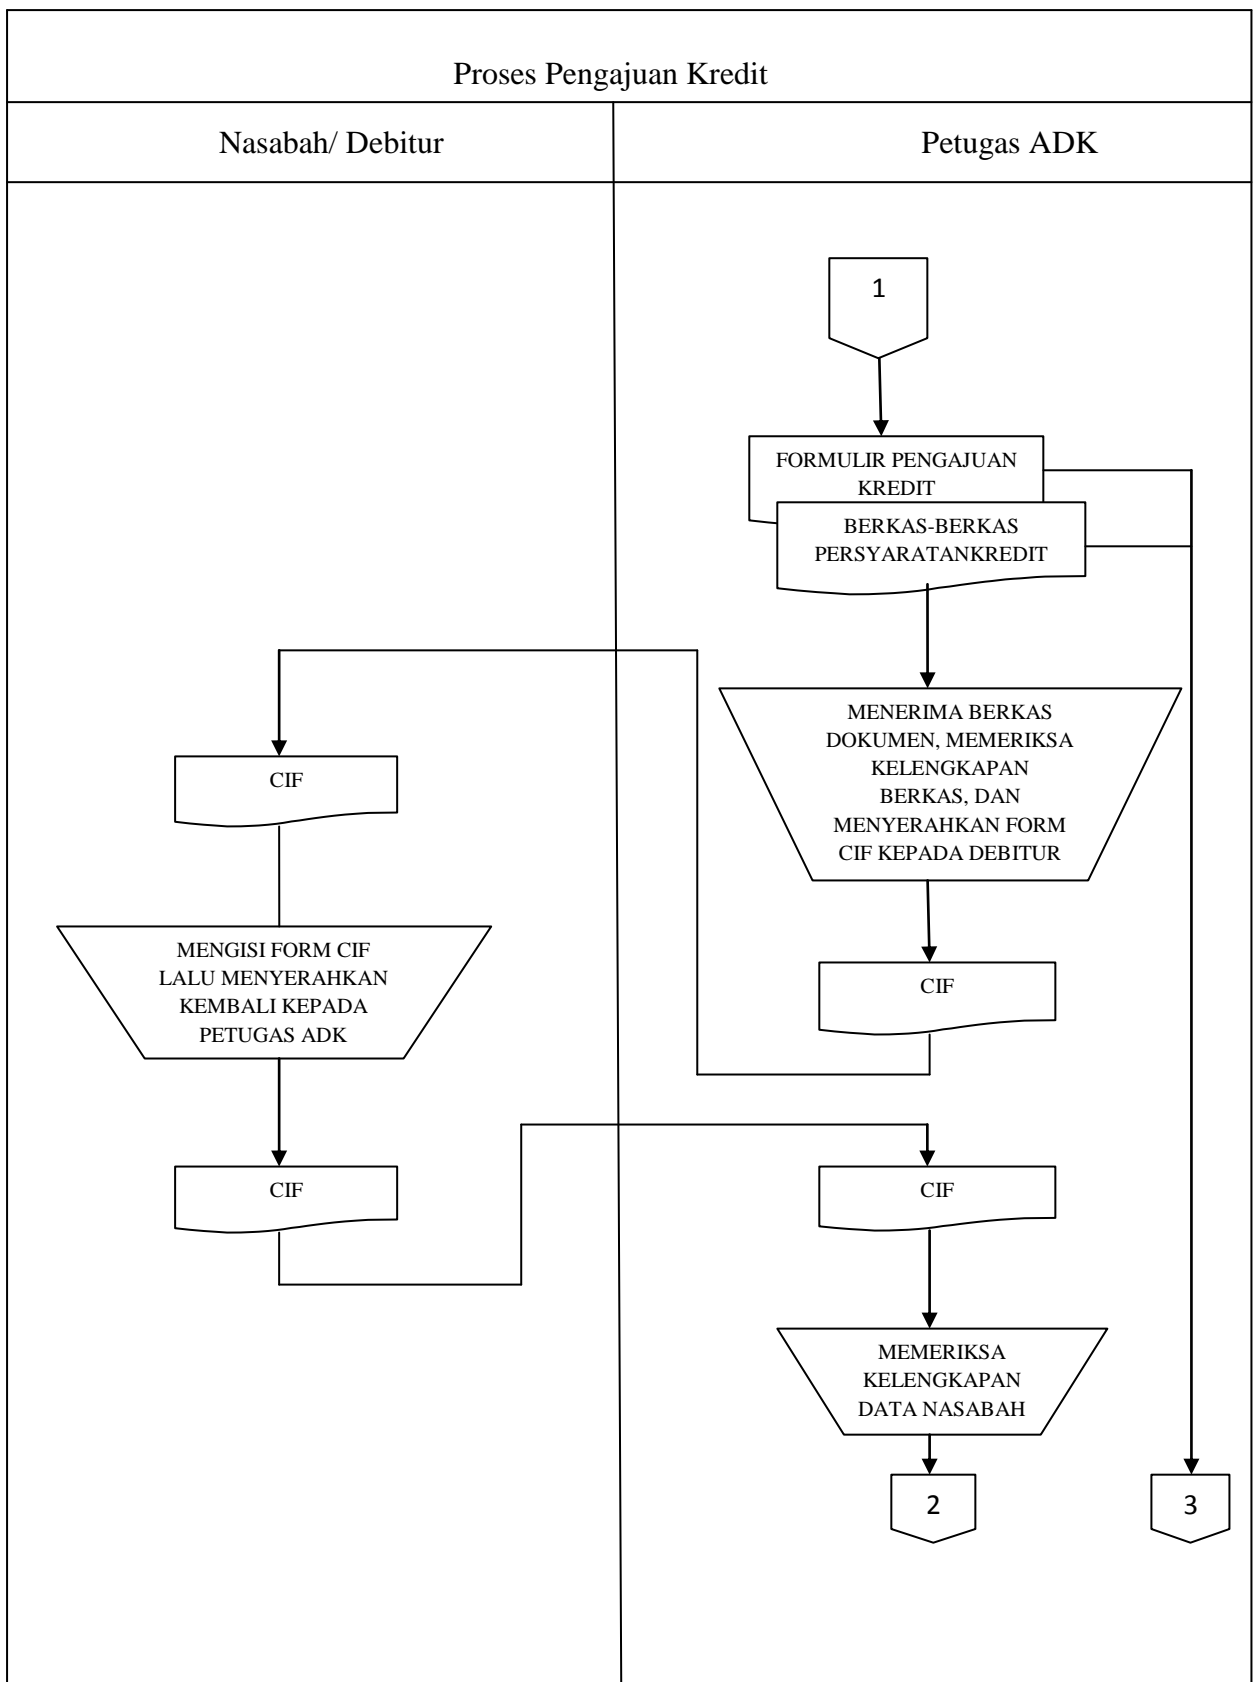 Proses Pengajuan Kredit
Nasabah/ Debitur
Petugas ADK
1
FORMULIR PENGAJUAN
KREDIT
BERKAS-BERKAS
PERSYARATANKREDIT
MENERIMA BERKAS
DOKUMEN, MEMERIKSA
KELENGKAPAN
BERKAS, DAN
MENYERAHKAN FORM
CIF KEPADA DEBITUR
CIF
CIF
MENGISI FORM CIF
LALU MENYERAHKAN
KEMBALI KEPADA
PETUGAS ADK
CIF
CIF
MEMERIKSA
KELENGKAPAN
DATA NASABAH
2
3